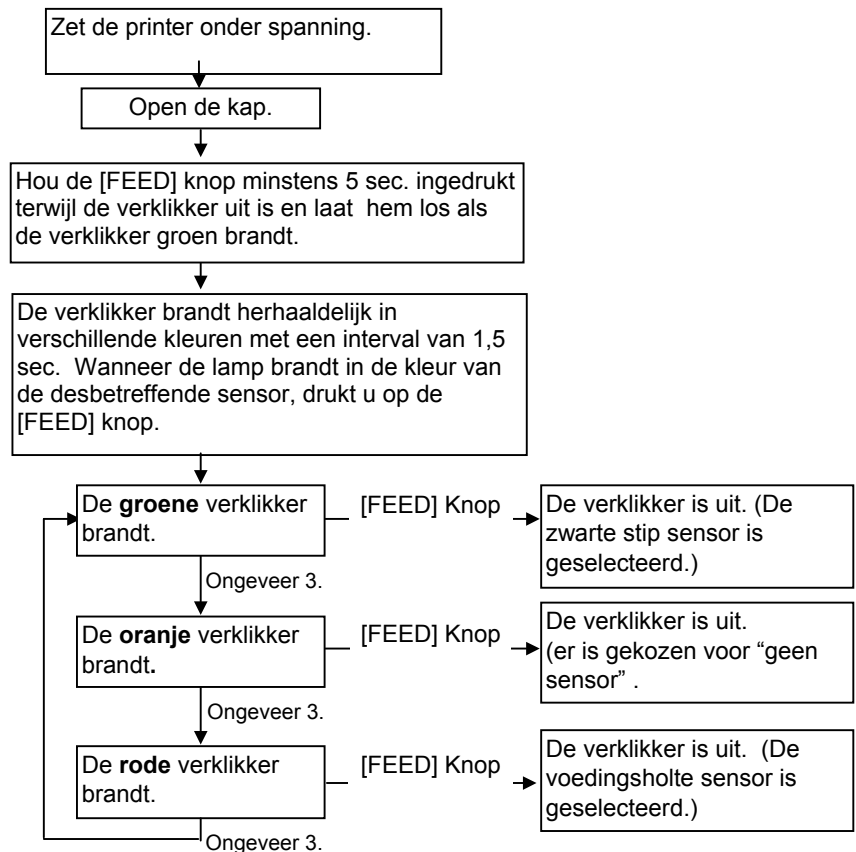 Zet de printer onder spanning.
Open de kap.
Hou de [FEED] knop minstens 5 sec. ingedrukt
terwijl de verklikker uit is en laat hem los als
de verklikker groen brandt.
De verklikker brandt herhaaldelijk in
verschillende kleuren met een interval van 1,5
sec. Wanneer de lamp brandt in de kleur van
de desbetreffende sensor, drukt u op de
[FEED] knop.
De groene verklikker
brandt.
[FEED] Knop
De verklikker is uit. (De
zwarte stip sensor is
geselecteerd.)
Ongeveer 3.
De oranje verklikker
brandt.
[FEED] Knop
De verklikker is uit.
(er is gekozen voor “geen
sensor” .
Ongeveer 3.
De rode verklikker
brandt.
[FEED] Knop
De verklikker is uit. (De
voedingsholte sensor is
geselecteerd.)
Ongeveer 3.